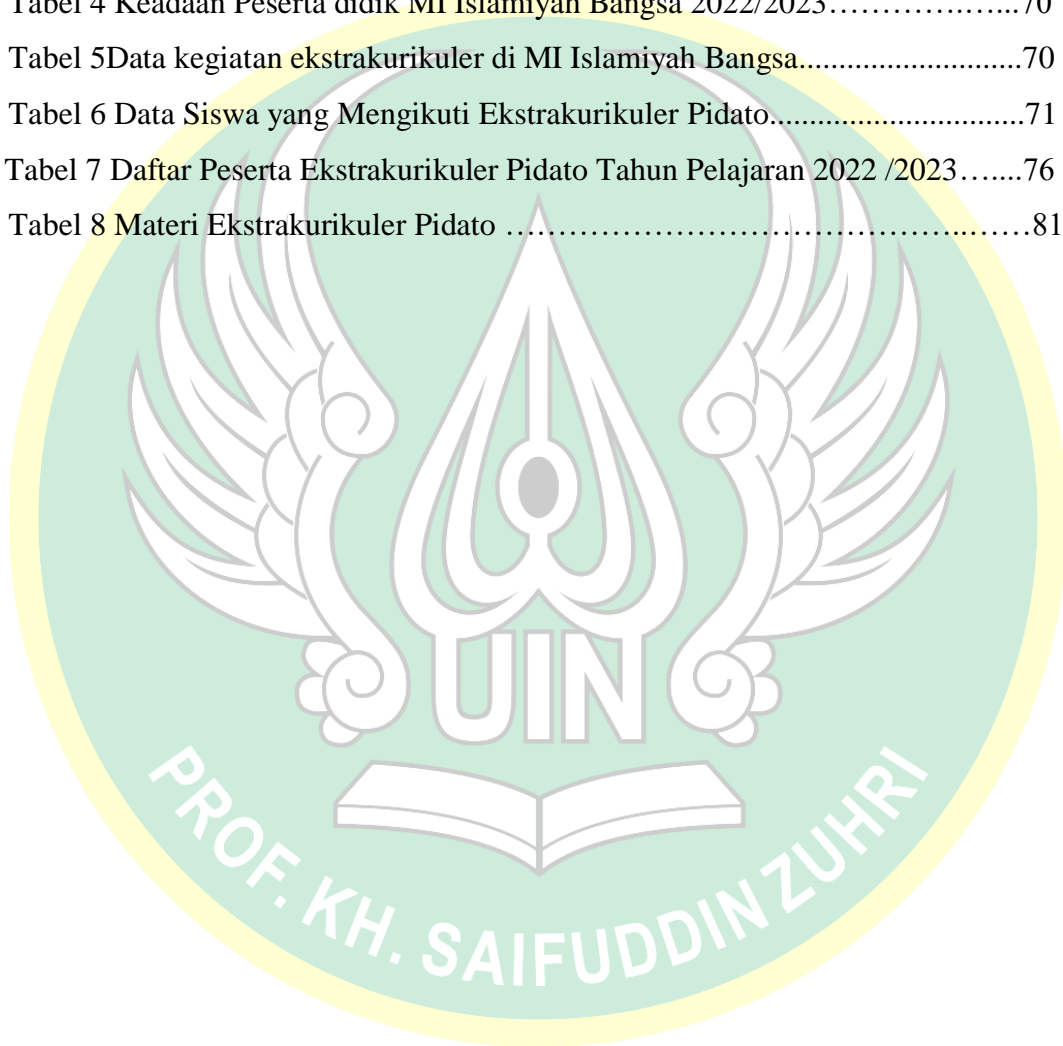 Tabel 4 Keadaan Peserta didik MI Islamiyah Bangsa 2022/2023………….…...70
Tabel 5Data kegiatan ekstrakurikuler di MI Islamiyah Bangsa...........................70
Tabel 6 Data Siswa yang Mengikuti Ekstrakurikuler Pidato..............................71
Tabel 7 Daftar Peserta Ekstrakurikuler Pidato Tahun Pelajaran 2022 /2023…....76
Tabel 8 Materi Ekstrakurikuler Pidato …………………………………..……81
UIN
PROF. KH. SAIFUDDIN ZUHRI